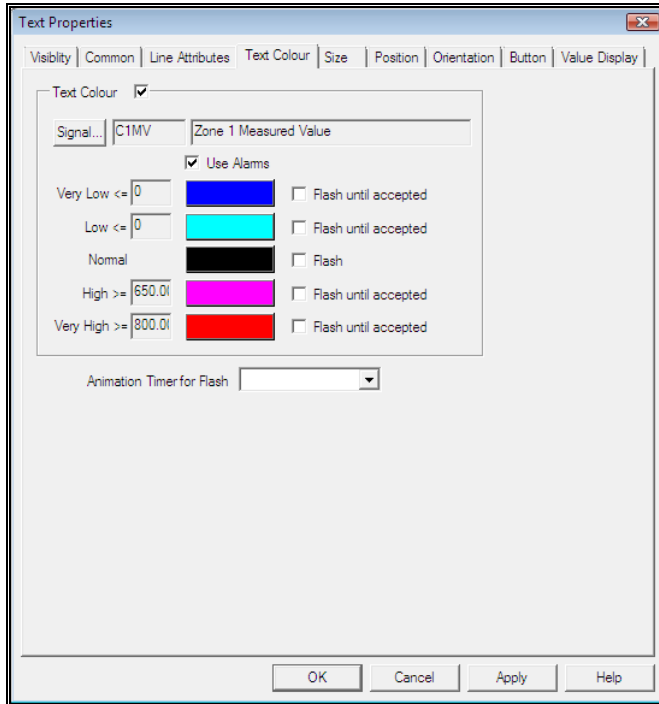 Text Properties
Visiblity Common Line Attributes Text Colour Size Position Orientation Button Value Display
Text Colour
Signal... C1MV Zone 1 Measured Value
Use Alarms
Very Low <= 0 Flash until accepted
Low <= 0 Flash until accepted
Normal Flash
High >= 650.0( Flash until accepted
Very High >= 800.0( Flash until accepted
Animation Timer for Flash
OK Cancel Apply Help